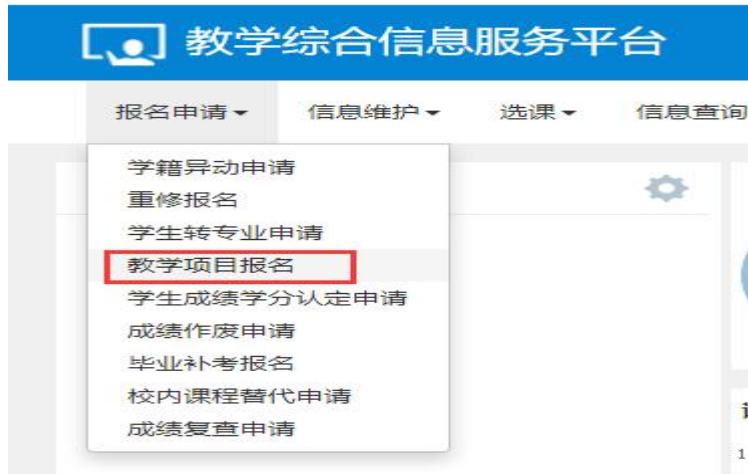 教学综合信息服务平台
报名申请 信息维护 选课 信息查询
学籍异动申请
重修报名
学生转专业申请
教学项目报名
学生成绩学分认定申请
成绩作废申请
毕业补考报名
校内课程替代申请
成绩复查申请
1